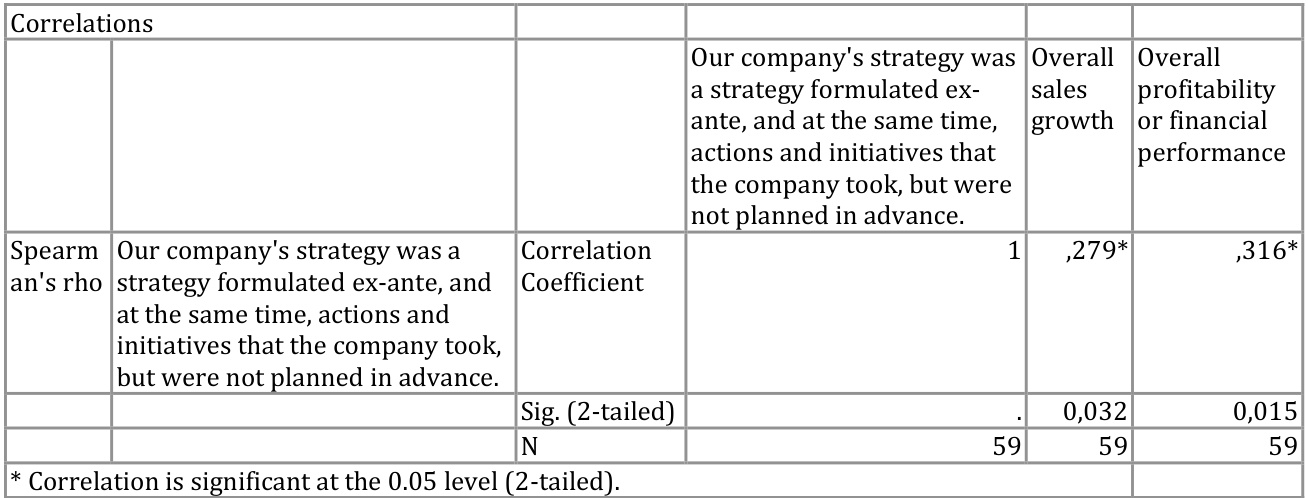 Correlations
Our company's strategy was
a strategy formulated ex-
ante, and at the same time,
actions and initiatives that
the company took, but were
not planned in advance.
Overall
sales
growth
Overall
profitability
or financial
performance
Spearm
an's rho
Our company's strategy was a
strategy formulated ex-ante, and
at the same time, actions and
initiatives that the company took,
but were not planned in advance.
Correlation
Coefficient
1
,279*
,316*
Sig. (2-tailed)
.
0,032
0,015
N
59
59
59
* Correlation is significant at the 0.05 level (2-tailed).